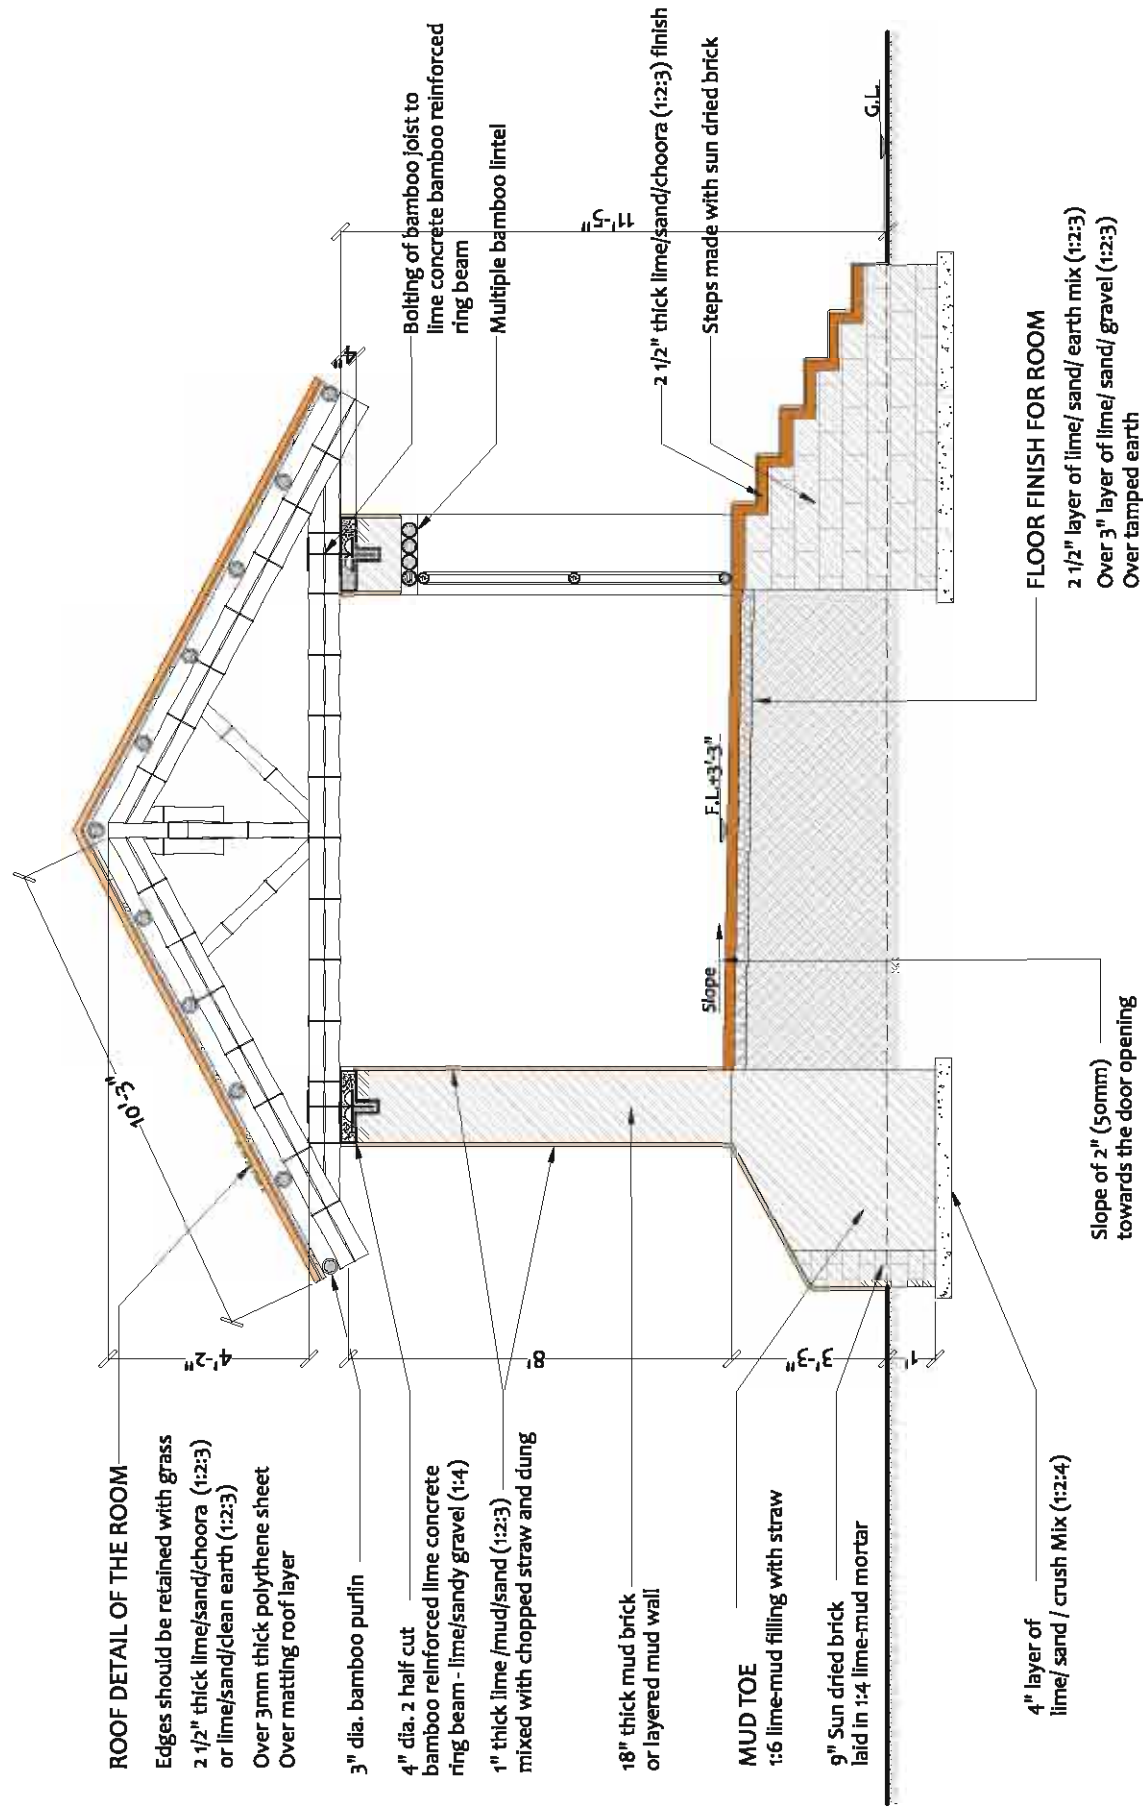 ROOF DETAIL OF THE ROOM
Edges should be retained with grass
2 1/2" thick lime/sand/choora (1:2:3)
or lime/sand/clean earth (1:2:3)
Over 3mm thick polythene sheet
Over matting roof layer
3" dia. bamboo purlin
4" dia. 2 half cut
bamboo reinforced lime concrete
ring beam - lime/sandy gravel (1:4)
1" thick lime /mud/sand (1:2:3)
mixed with chopped straw and dung
18" thick mud brick
or layered mud wall
MUD TOE
1:6 lime-mud filling with straw
9" Sun dried brick
laid in 1:4 lime-mud mortar
4" layer of
lime/ sand / crush Mix (1:2:4)
4'-2"
8'
3'-3"
1'
10'-3"
Slope
F.L.+3'-3"
Slope of 2" (50mm)
towards the door opening
4"
11'-5"
Bolting of bamboo joist to
lime concrete bamboo reinforced
ring beam
Multiple bamboo lintel
2 1/2" thick lime/sand/choora (1:2:3) finish
Steps made with sun dried brick
G.L.
FLOOR FINISH FOR ROOM
2 1/2" layer of lime/ sand/ earth mix (1:2:3)
Over 3" layer of lime/ sand/ gravel (1:2:3)
Over tamped earth